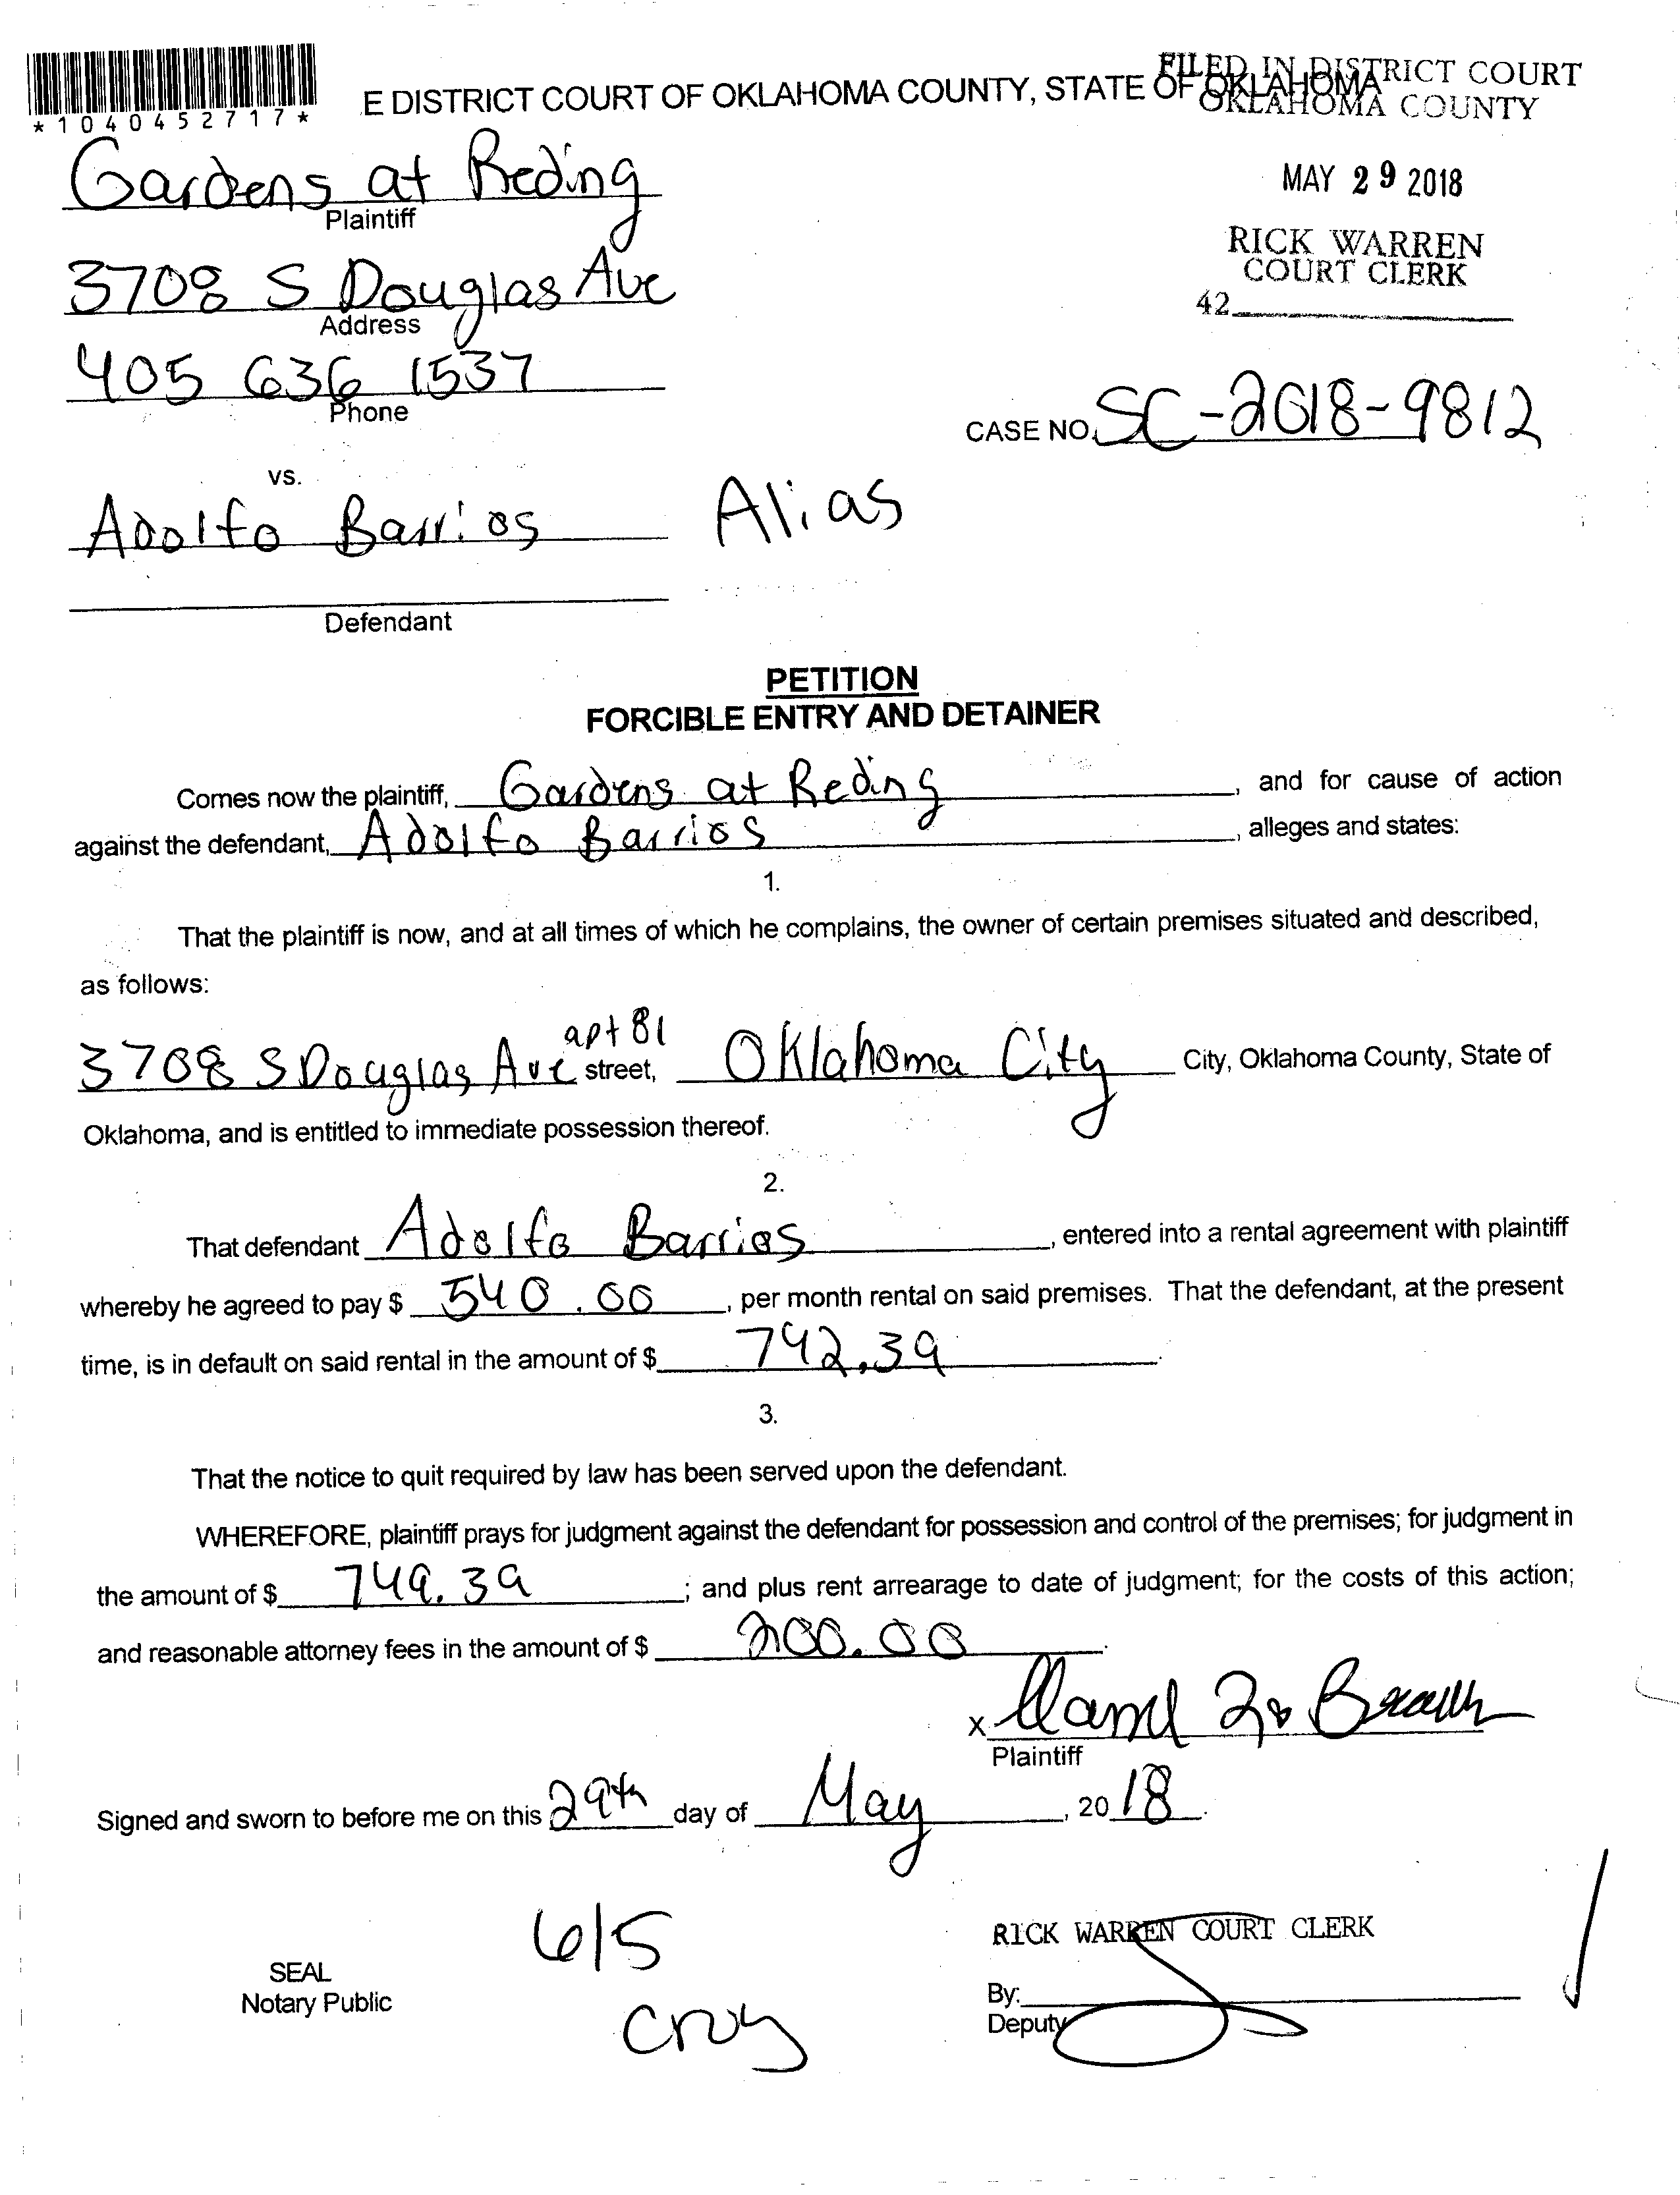 *1040452717*
E DISTRICT COURT OF OKLAHOMA COUNTY, STATE OF OKLAHOMA
FILED IN DISTRICT COURT
OKLAHOMA COUNTY
Gardens at Reding
Plaintiff
MAY 29 2018
RICK WARREN
COURT CLERK
42
3708 S Douglas Ave
Address
405 636 1537
Phone
CASE NO. SC-2018-9812
vs.
Adolfo Barrios
Alias
Defendant
PETITION
FORCIBLE ENTRY AND DETAINER
Comes now the plaintiff, Gardens at Reding, and for cause of action
against the defendant, Adolfo Barrios, alleges and states:
1.
That the plaintiff is now, and at all times of which he complains, the owner of certain premises situated and described,
as follows:
3708 S Douglas Ave apt 81 street, Oklahoma City City, Oklahoma County, State of
Oklahoma, and is entitled to immediate possession thereof.
2.
That defendant Adolfo Barrios, entered into a rental agreement with plaintiff
whereby he agreed to pay $ 540.00, per month rental on said premises. That the defendant, at the present
time, is in default on said rental in the amount of $ 742.39.
3.
That the notice to quit required by law has been served upon the defendant.
WHEREFORE, plaintiff prays for judgment against the defendant for possession and control of the premises; for judgment in
the amount of $ 749.39; and plus rent arrearage to date of judgment; for the costs of this action;
and reasonable attorney fees in the amount of $ 200.00.
X
Plaintiff
Signed and sworn to before me on this 29th day of May, 2018.
6/5
RICK WARREN COURT CLERK
SEAL
Notary Public
By:
Deputy